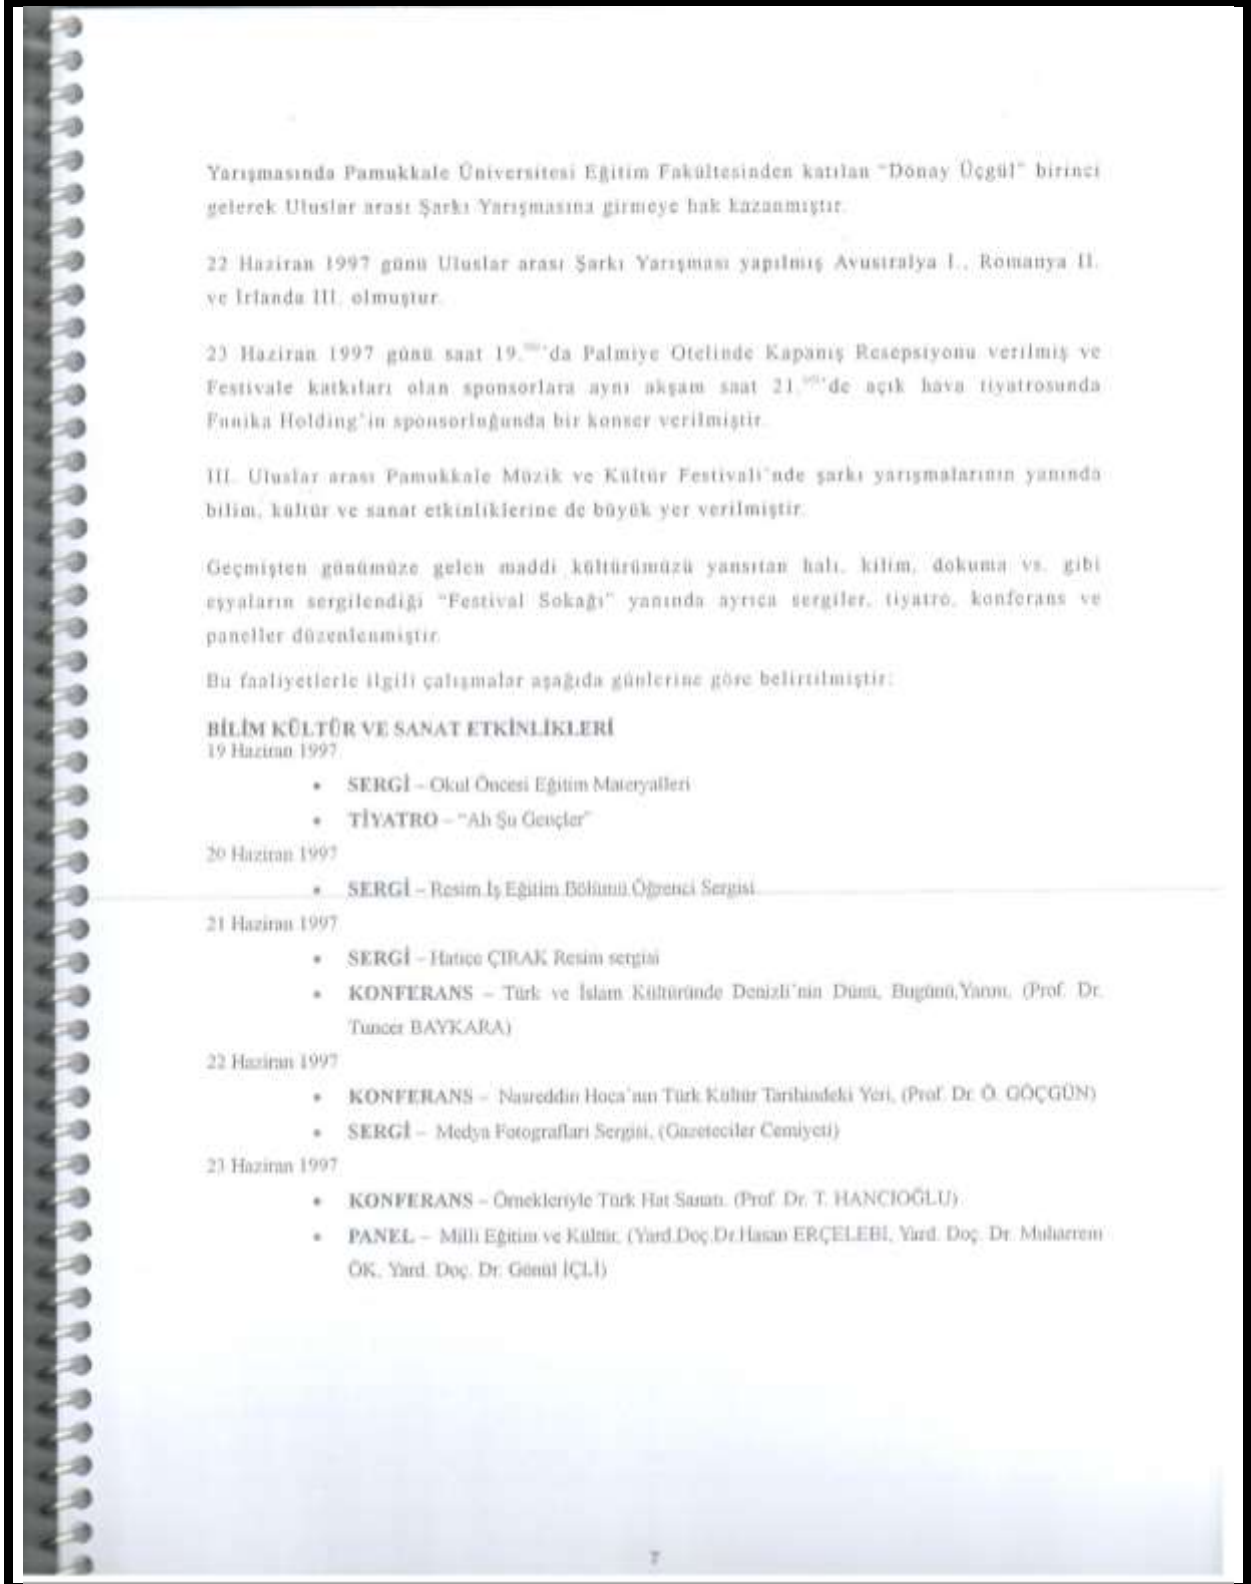 Yarışmasında Pamukkale Üniversitesi Eğitim Fakültesinden katılan "Dönay Üçgül" birinci
gelerek Uluslar arası Şarkı Yarışmasına girmeye hak kazanmıştır.
22 Haziran 1997 günü Uluslar arası Şarkı Yarışması yapılmış Avustralya I., Romanya II.
ve İrlanda III. olmuştur.
23 Haziran 1997 günü saat 19. 'da Palmiye Otelinde Kapanış Resepsiyonu verilmiş ve
Festivale katkıları olan sponsorlara aynı akşam saat 21. 'de açık hava tiyatrosunda
Funika Holding'in sponsorluğunda bir konser verilmiştir.
III. Uluslar arası Pamukkale Müzik ve Kültür Festivali'nde şarkı yarışmalarının yanında
bilim, kültür ve sanat etkinliklerine de büyük yer verilmiştir.
Geçmişten günümüze gelen maddi kültürümüzü yansıtan halı, kilim, dokuma vs. gibi
eşyaların sergilendiği "Festival Sokağı" yanında ayrıca sergiler, tiyatro, konferans ve
paneller düzenlenmiştir.
Bu faaliyetlerle ilgili çalışmalar aşağıda günlerine göre belirtilmiştir:
BİLİM KÜLTÜR VE SANAT ETKİNLİKLERİ
19 Haziran 1997
• SERGİ – Okul Öncesi Eğitim Materyalleri
• TİYATRO – "Ah Şu Gençler"
20 Haziran 1997
• SERGİ – Resim İş Eğitim Bölümü Öğrenci Sergisi
21 Haziran 1997
• SERGİ – Hatice ÇIRAK Resim sergisi
• KONFERANS – Türk ve İslam Kültüründe Denizli'nin Dünü, Bugünü,Yarını, (Prof. Dr.
Tuncer BAYKARA)
22 Haziran 1997
• KONFERANS – Nasreddin Hoca'nın Türk Kültür Tarihindeki Yeri, (Prof. Dr. Ö. GÖÇGÜN)
• SERGİ – Medya Fotografları Sergisi, (Gazeteciler Cemiyeti)
23 Haziran 1997
• KONFERANS – Örnekleriyle Türk Hat Sanatı. (Prof. Dr. T. HANCIOĞLU)
• PANEL – Milli Eğitim ve Kültür, (Yard.Doç.Dr.Hasan ERÇELEBİ, Yard. Doç. Dr. Muharrem
ÖK, Yard. Doç. Dr. Gönül İÇLİ)
7